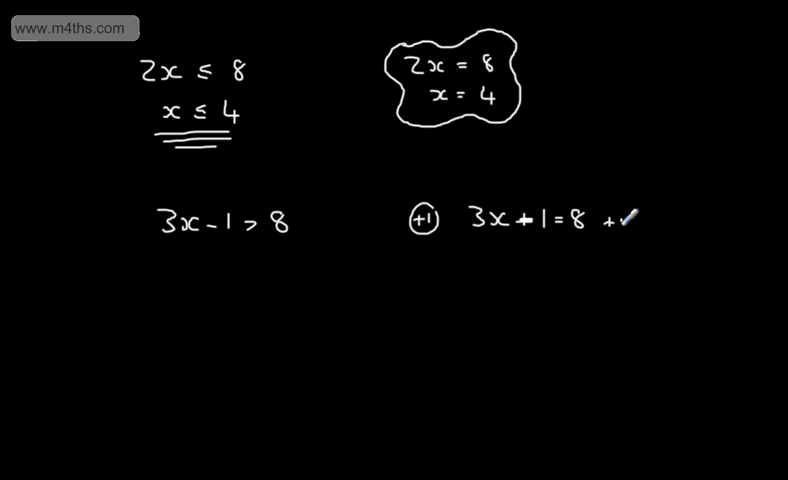 www.m4ths.com
2x ≤ 8
x ≤ 4
2x = 8
x = 4
3x - 1 > 8
+1 3x - 1 = 8 +